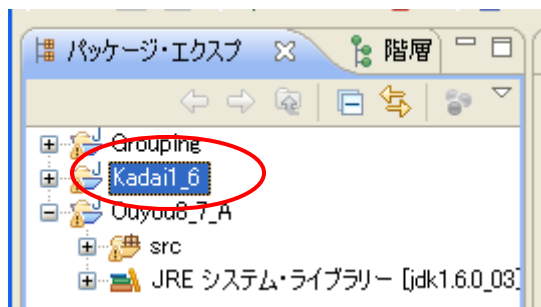 パッケージ・エクスプ 階層
Grouping
Kadai1_6
Ouyou8_7_A
src
JRE システム・ライブラリー [jdk1.6.0_03]